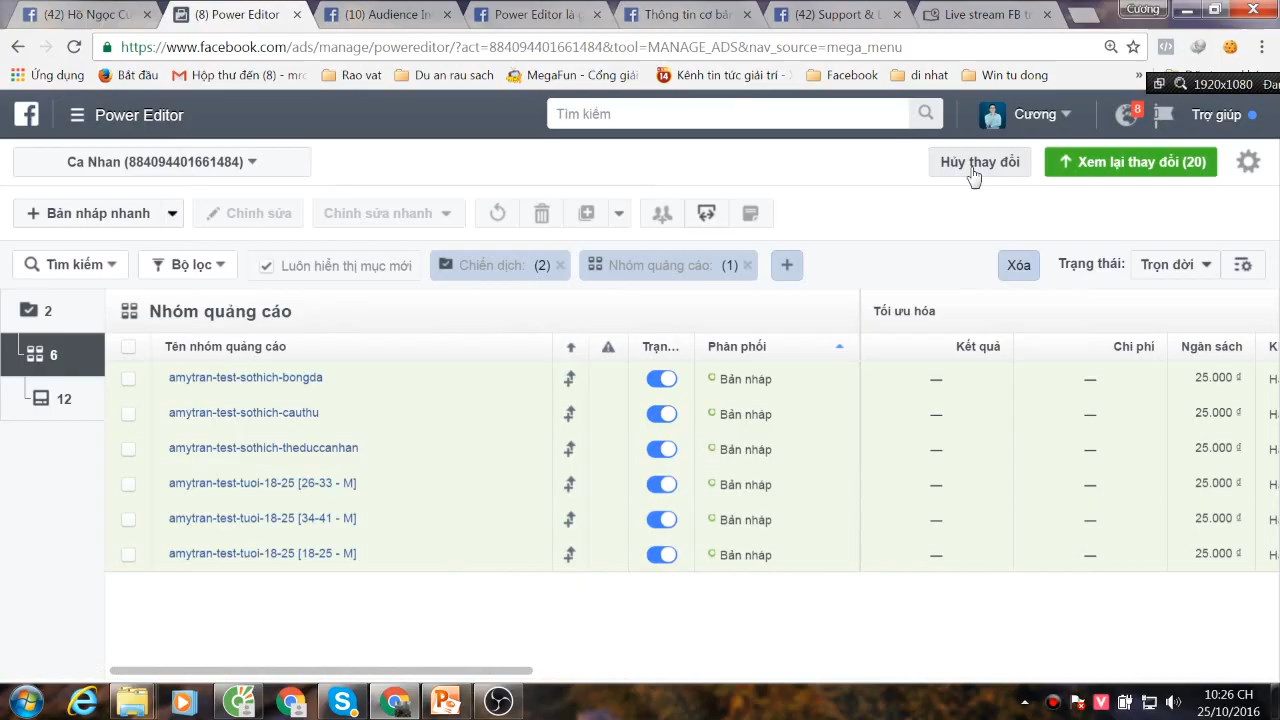 (42) Hồ Ngọc Cu
(8) Power Editor
(10) Audience In
Power Editor là g
Thông tin cơ bản
(42) Support & E
Live stream FB t
Cương
https://www.facebook.com/ads/manage/powereditor/?act=884094401661484&tool=MANAGE_ADS&nav_source=mega_menu
Ứng dụng
Bắt đầu
Hộp thư đến (8) - mrc
Rao vat
Du an rausach
MegaFun - Cổng giải
Kênh tin tức giải trí -
Facebook
di nhat
Win tu dong
»
1920x1080
Đa
Power Editor
Tìm kiếm
Cương
8
Trợ giúp
Ca Nhan (884094401661484)
Hủy thay đổi
Xem lại thay đổi (20)
+ Bản nháp nhanh
Chỉnh sửa
Chỉnh sửa nhanh
Tìm kiếm
Bộ lọc
Luôn hiển thị mục mới
Chiến dịch: (2)
Nhóm quảng cáo: (1)
+
Xóa
Trạng thái:
Trọn đời
2
Nhóm quảng cáo
Tối ưu hóa
6
Tên nhóm quảng cáo
Trạn...
Phân phối
Kết quả
Chi phí
Ngân sách
amytran-test-sothich-bongda
Bản nháp
—
—
25.000 ₫
12
amytran-test-sothich-cauthu
Bản nháp
—
—
25.000 ₫
amytran-test-sothich-theduccanhan
Bản nháp
—
—
25.000 ₫
amytran-test-tuoi-18-25 [26-33 - M]
Bản nháp
—
—
25.000 ₫
amytran-test-tuoi-18-25 [34-41 - M]
Bản nháp
—
—
25.000 ₫
amytran-test-tuoi-18-25 [18-25 - M]
Bản nháp
—
—
25.000 ₫
10:26 CH
25/10/2016